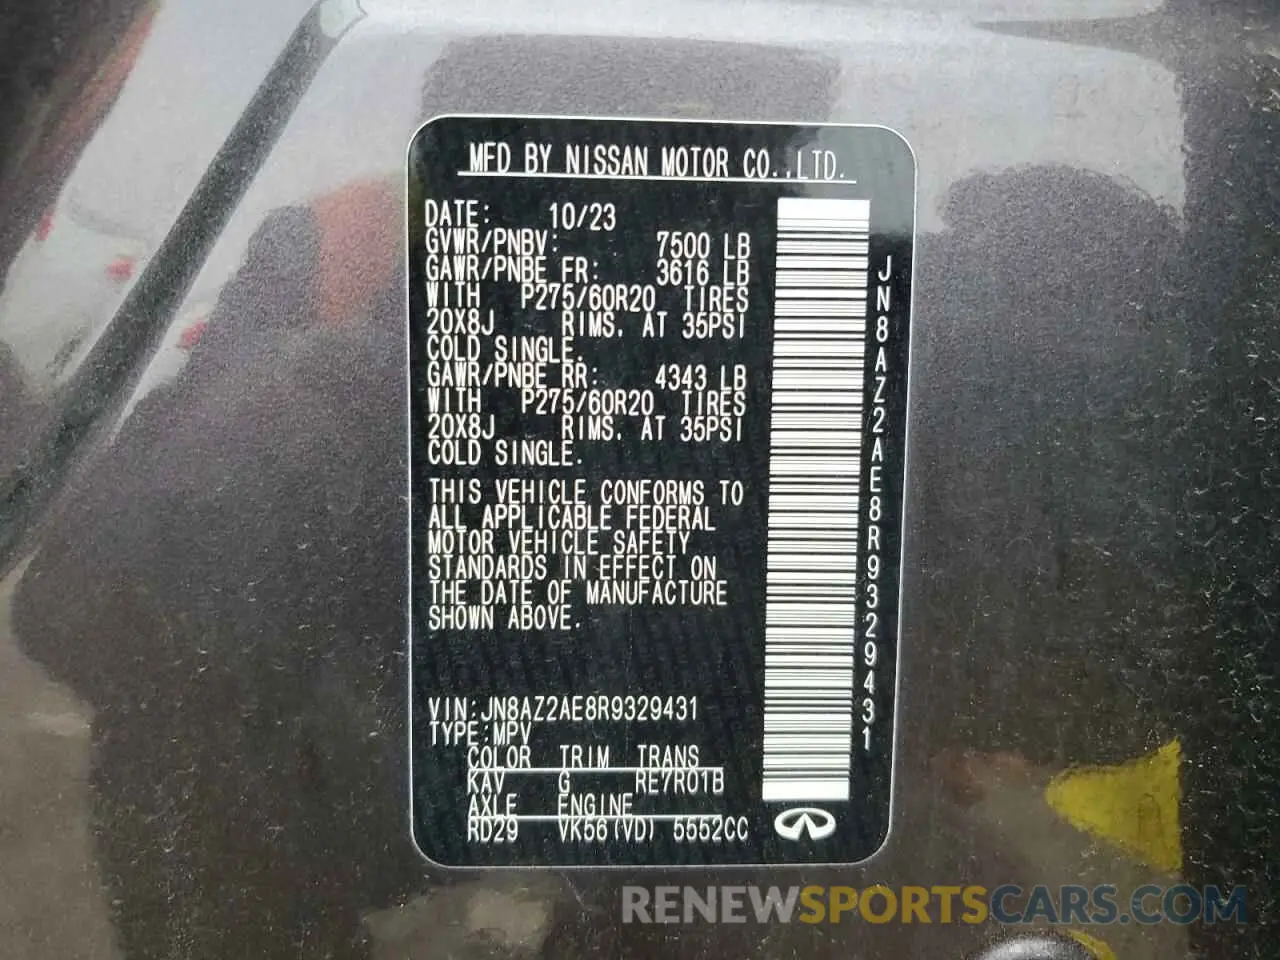 MFD BY NISSAN MOTOR CO.,LTD.
DATE: 10/23
GVWR/PNBV: 7500 LB
GAWR/PNBE FR: 3616 LB
WITH P275/60R20 TIRES
20X8J RIMS. AT 35PSI
COLD SINGLE.
GAWR/PNBE RR: 4343 LB
WITH P275/60R20 TIRES
20X8J RIMS. AT 35PSI
COLD SINGLE.
THIS VEHICLE CONFORMS TO
ALL APPLICABLE FEDERAL
MOTOR VEHICLE SAFETY
STANDARDS IN EFFECT ON
THE DATE OF MANUFACTURE
SHOWN ABOVE.
VIN:JN8AZ2AE8R9329431
TYPE:MPV
COLOR TRIM TRANS
KAV G RE7R01B
AXLE ENGINE
RD29 VK56(VD) 5552CC
JN8AZ2AE8R9329431
RENEWSPORTSCARS.COM